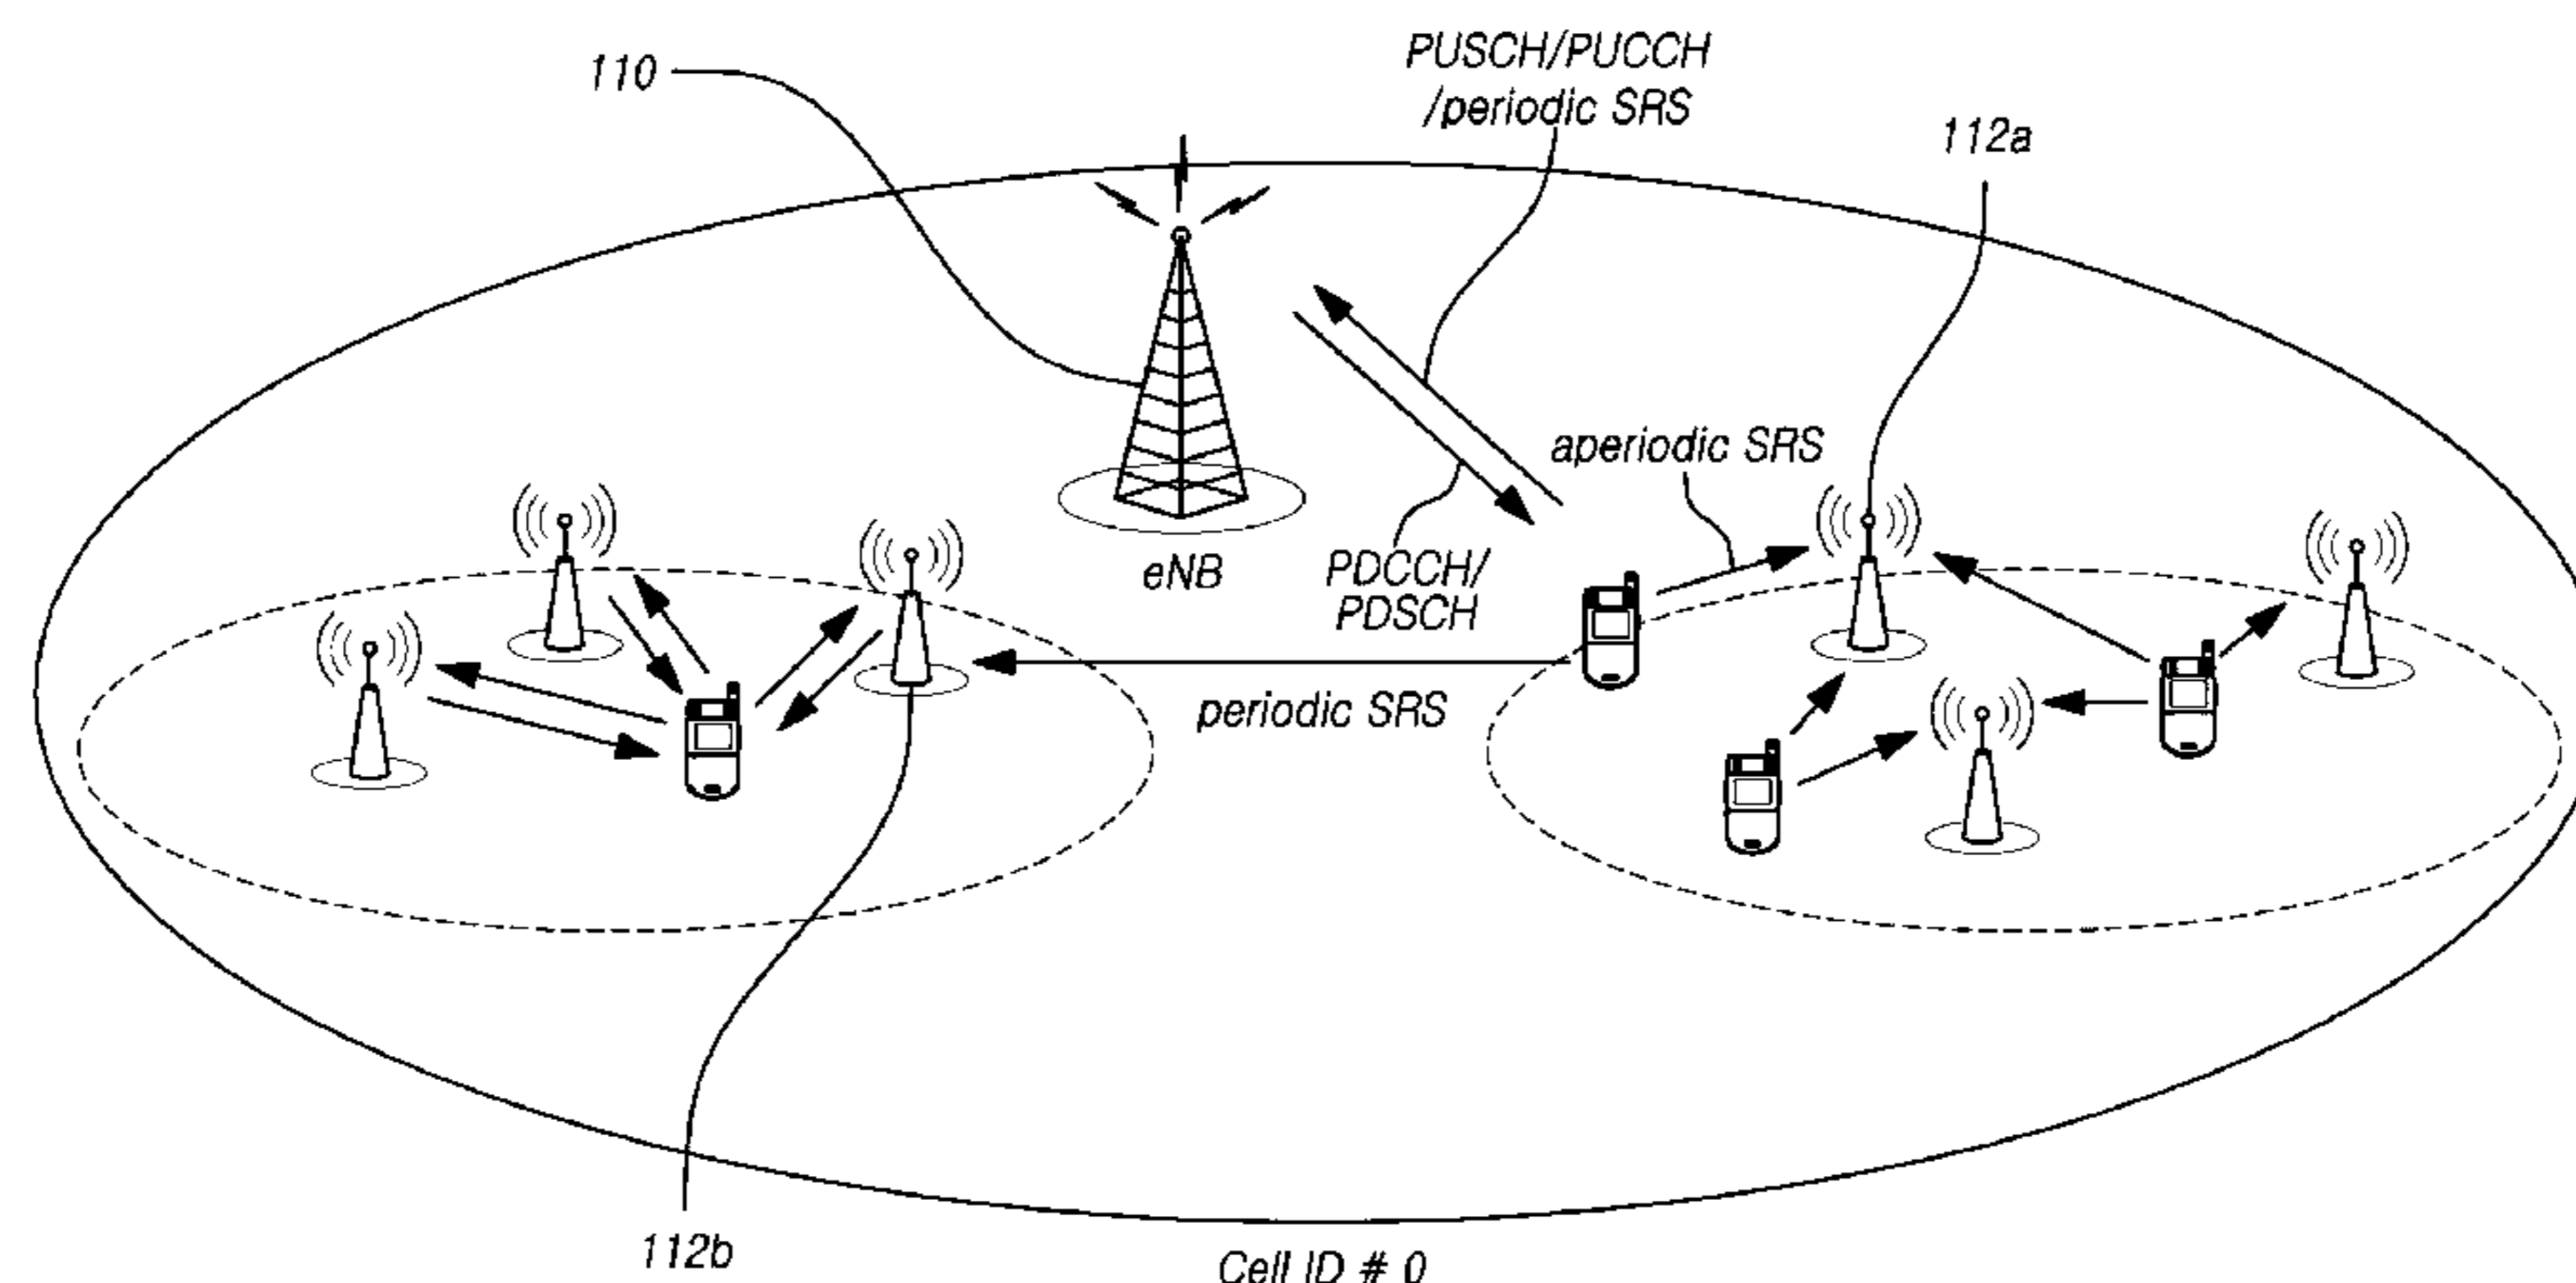 110
PUSCH/PUCCH
/periodic SRS
112a
aperiodic SRS
eNB
PDCCH/
PDSCH
periodic SRS
112b
Cell ID # 0